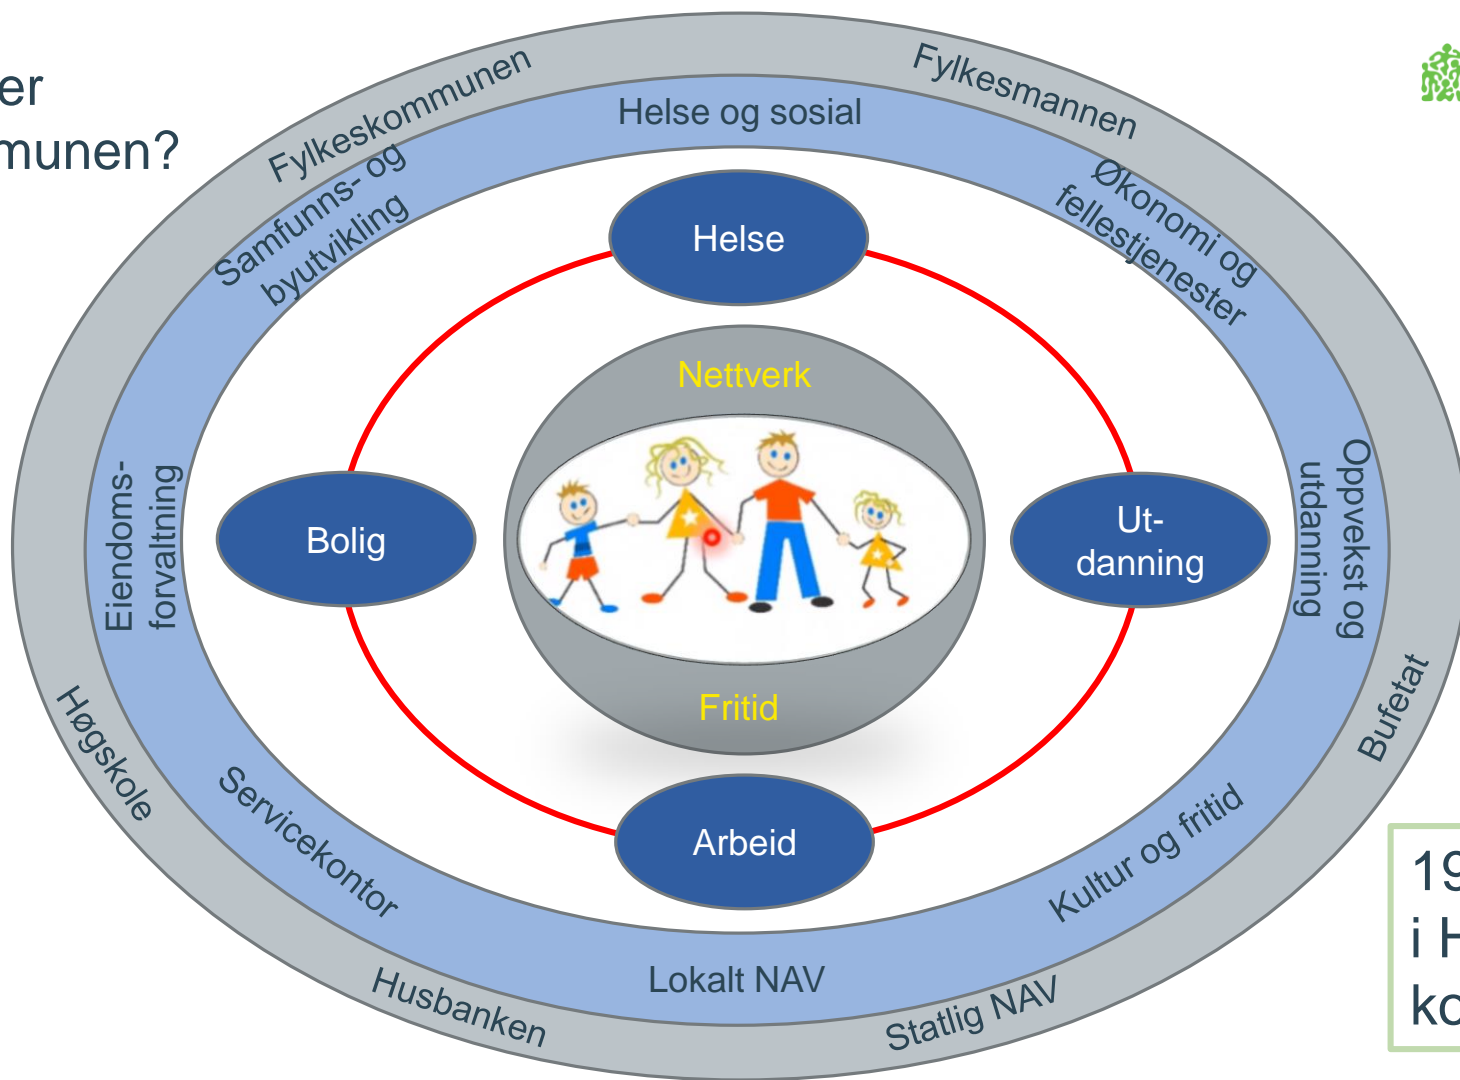 er
munen?
Fylkeskommunen
Fylkesmannen
Helse og sosial
Samfunns- og
byutvikling
Økonomi og
fellestjenester
Helse
Nettverk
Eiendoms-
forvaltning
Bolig
Ut-
danning
Oppvekst og
utdanning
Fritid
Høgskole
Bufetat
Servicekontor
Arbeid
Kultur og fritid
Lokalt NAV
Husbanken
Statlig NAV
19
i H
ko